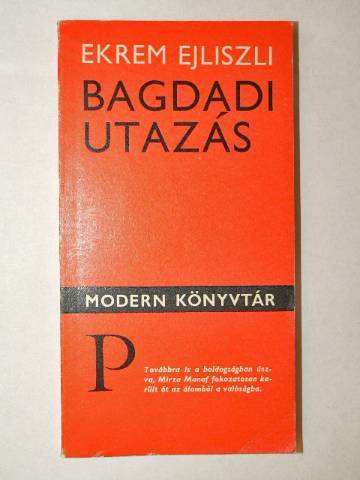 EKREM EJLISZLI
BAGDADI
UTAZÁS
MODERN KÖNYVTÁR
P
Továbbra is a boldogságban úsz-
va, Mirza Manaf fokozatosan ke-
rült át az álomból a valóságba.